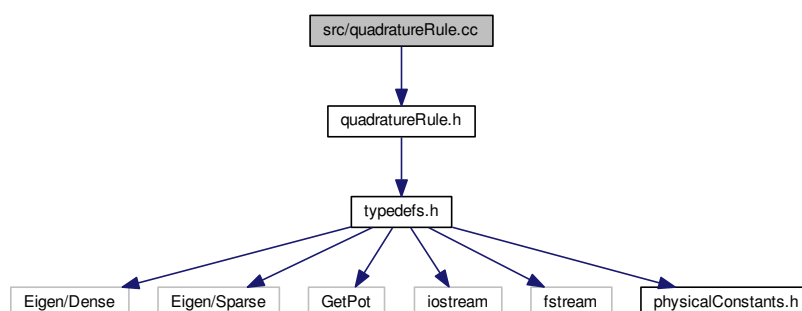 src/quadratureRule.cc
quadratureRule.h
typedefs.h
Eigen/Dense
Eigen/Sparse
GetPot
iostream
fstream
physicalConstants.h